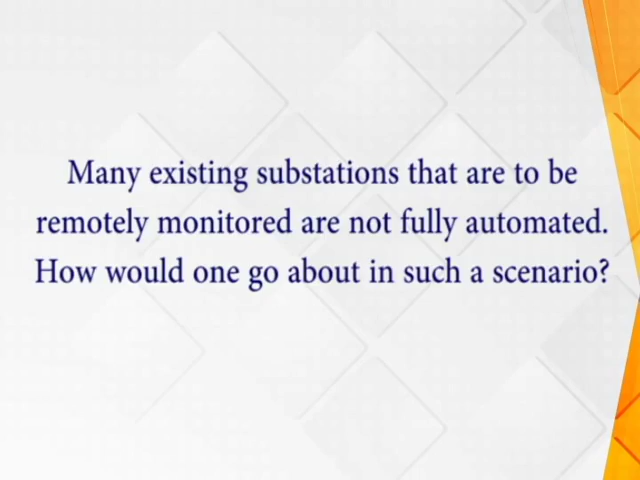 Many existing substations that are to be
remotely monitored are not fully automated.
How would one go about in such a scenario?